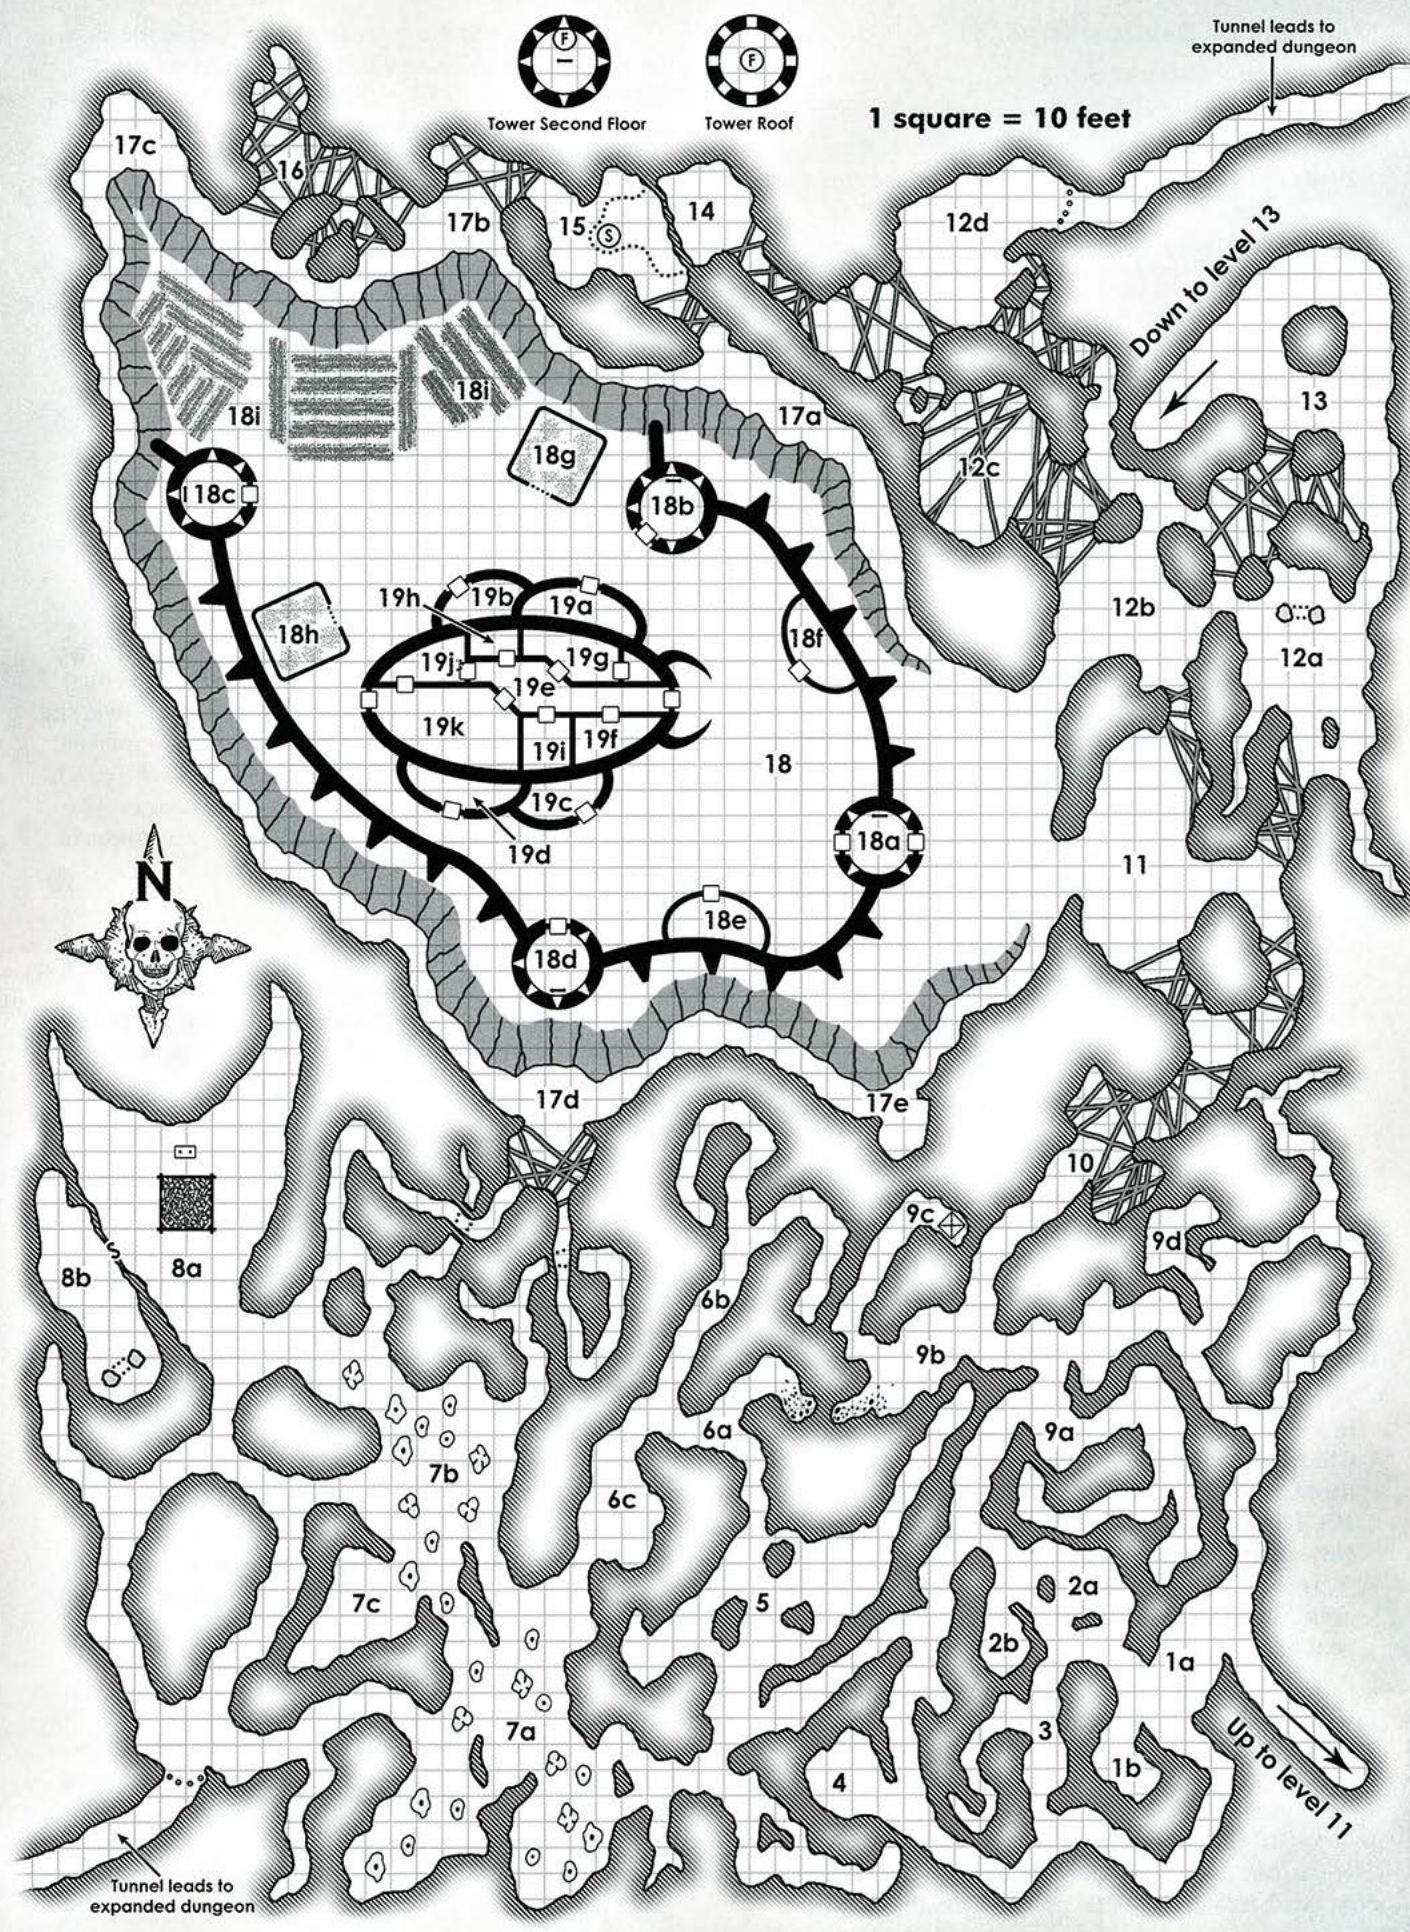 Tunnel leads to
expanded dungeon
F
F
Tower Second Floor
Tower Roof
1 square = 10 feet
17c
16
17b
15
S
14
12d
Down to level 13
13
18i
18i
17a
18g
12c
18c
18b
12b
12a
19h
19b
19a
18h
18f
19j
19g
19e
19k
19i
19f
18
19c
19d
18a
11
18e
18d
N
17d
17e
10
9c
9d
8b
S
8a
6b
9b
6a
9a
7b
6c
7c
5
2a
2b
1a
7a
3
4
1b
Up to level 11
Tunnel leads to
expanded dungeon